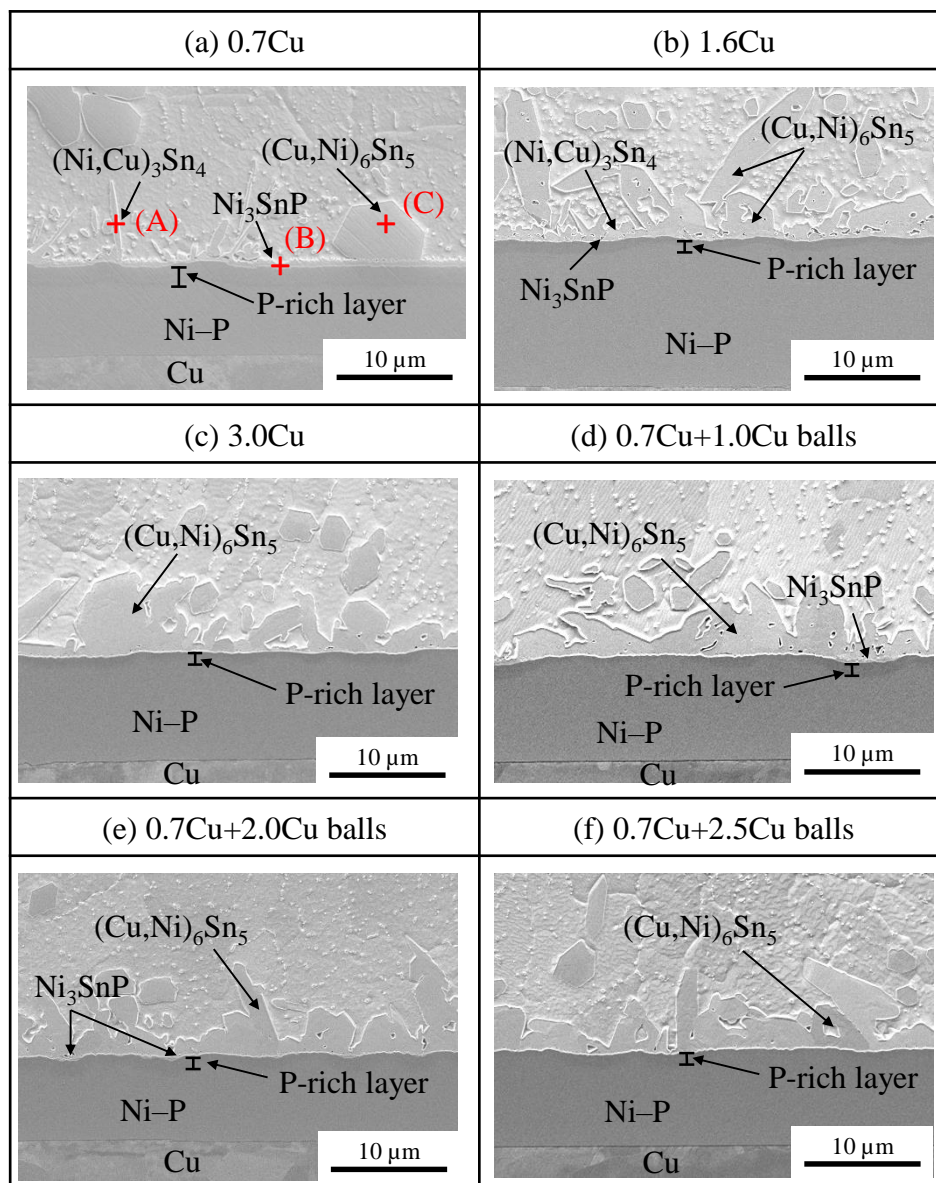 (a) 0.7Cu
(b) 1.6Cu
(Ni,Cu)₃Sn₄
(Cu,Ni)₆Sn₅
Ni₃SnP
(A)
(B)
(C)
P-rich layer
Ni–P
Cu
10 µm
(Cu,Ni)₆Sn₅
(Ni,Cu)₃Sn₄
Ni₃SnP
P-rich layer
Ni–P
10 µm
(c) 3.0Cu
(d) 0.7Cu+1.0Cu balls
(Cu,Ni)₆Sn₅
P-rich layer
Ni–P
Cu
10 µm
(Cu,Ni)₆Sn₅
Ni₃SnP
P-rich layer
Ni–P
Cu
10 µm
(e) 0.7Cu+2.0Cu balls
(f) 0.7Cu+2.5Cu balls
(Cu,Ni)₆Sn₅
Ni₃SnP
P-rich layer
Ni–P
Cu
10 µm
(Cu,Ni)₆Sn₅
P-rich layer
Ni–P
Cu
10 µm